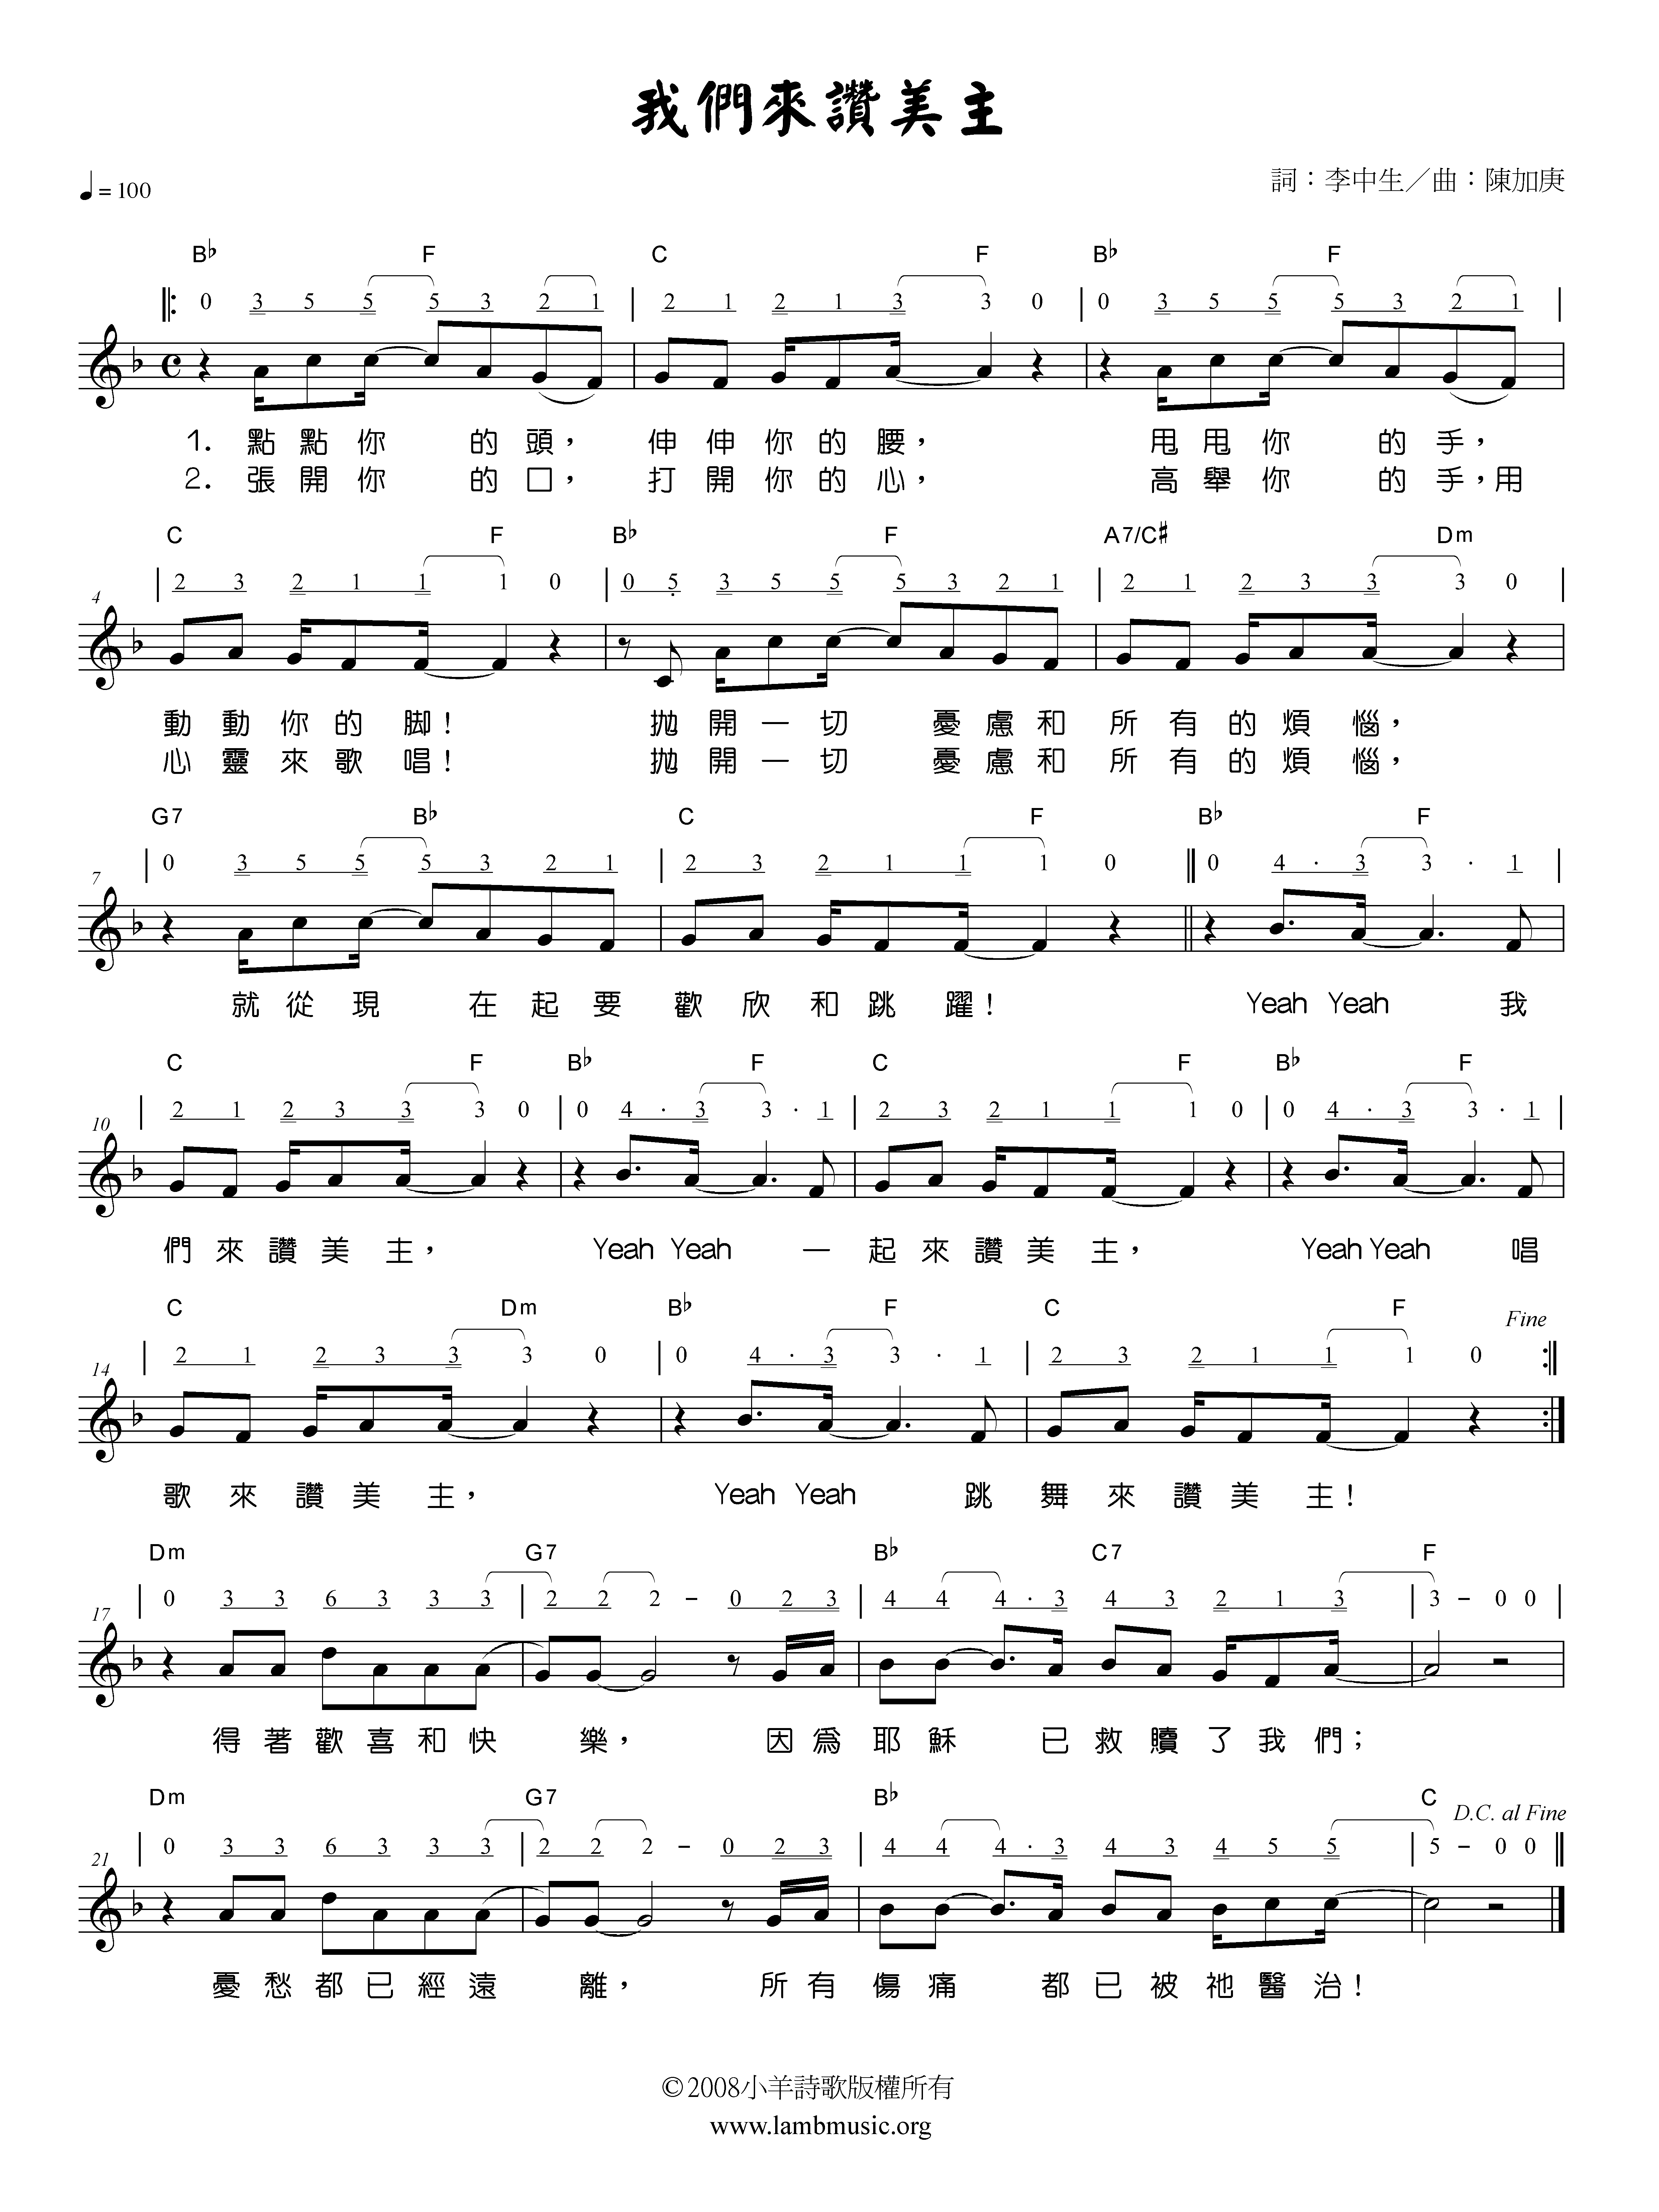 我們來讚美主
♩= 100
詞：李中生／曲：陳加庚
B♭ F C F B♭ F
0 3 5 5 5 3 2 1 | 2 1 2 1 3 3 0 | 0 3 5 5 5 3 2 1 |
1. 點點你 的頭， 伸伸你的腰， 甩甩你 的手，
2. 張開你 的口， 打開你的心， 高舉你 的手，用
C F B♭ F A7/C♯ Dm
4 | 2 3 2 1 1 1 0 | 0 5 3 5 5 5 3 2 1 | 2 1 2 3 3 3 0 |
動動你的脚！ 拋開一切 憂慮和 所有的煩惱，
心靈來歌唱！ 拋開一切 憂慮和 所有的煩惱，
G7 B♭ C F B♭ F
7 | 0 3 5 5 5 3 2 1 | 2 3 2 1 1 1 0 || 0 4 · 3 3 · 1 |
就從現 在起要 歡欣和跳躍！ Yeah Yeah 我
C F B♭ F C F B♭ F
10 | 2 1 2 3 3 3 0 | 0 4 · 3 3 · 1 | 2 3 2 1 1 1 0 | 0 4 · 3 3 · 1 |
們來讚美主， Yeah Yeah 一起來讚美主， Yeah Yeah 唱
C Dm B♭ F C F Fine
14 | 2 1 2 3 3 3 0 | 0 4 · 3 3 · 1 | 2 3 2 1 1 1 0 :||
歌來讚美主， Yeah Yeah 跳舞來讚美主！
Dm G7 B♭ C7 F
17 | 0 3 3 6 3 3 3 | 2 2 2 – 0 2 3 | 4 4 4 · 3 4 3 2 1 3 | 3 – 0 0 |
得著歡喜和快 樂， 因為耶穌 已救贖了我們；
Dm G7 B♭ C D.C. al Fine
21 | 0 3 3 6 3 3 3 | 2 2 2 – 0 2 3 | 4 4 4 · 3 4 3 4 5 5 | 5 – 0 0 ||
憂愁都已經遠 離， 所有傷痛 都已被祂醫治！
©2008小羊詩歌版權所有
www.lambmusic.org